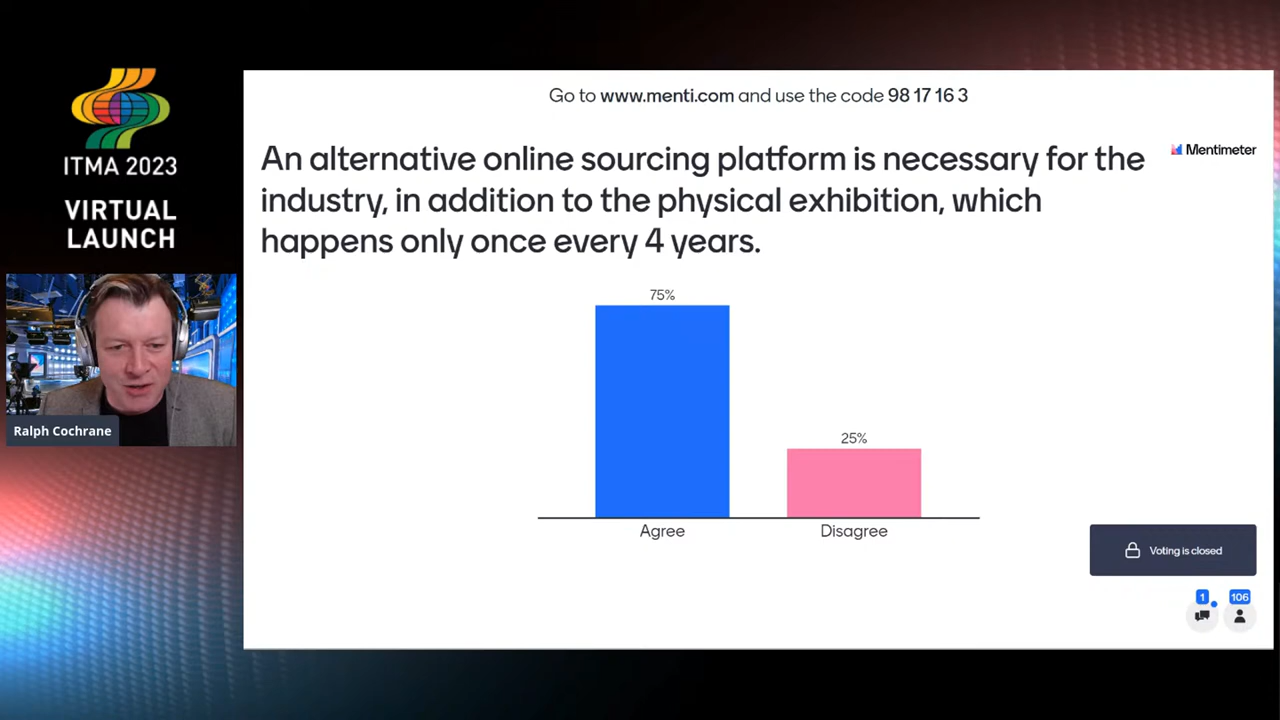 Go to www.menti.com and use the code 98 17 16 3
ITMA 2023
VIRTUAL
LAUNCH
Ralph Cochrane
An alternative online sourcing platform is necessary for the
industry, in addition to the physical exhibition, which
happens only once every 4 years.
Mentimeter
75%
25%
Agree
Disagree
Voting is closed
1
106